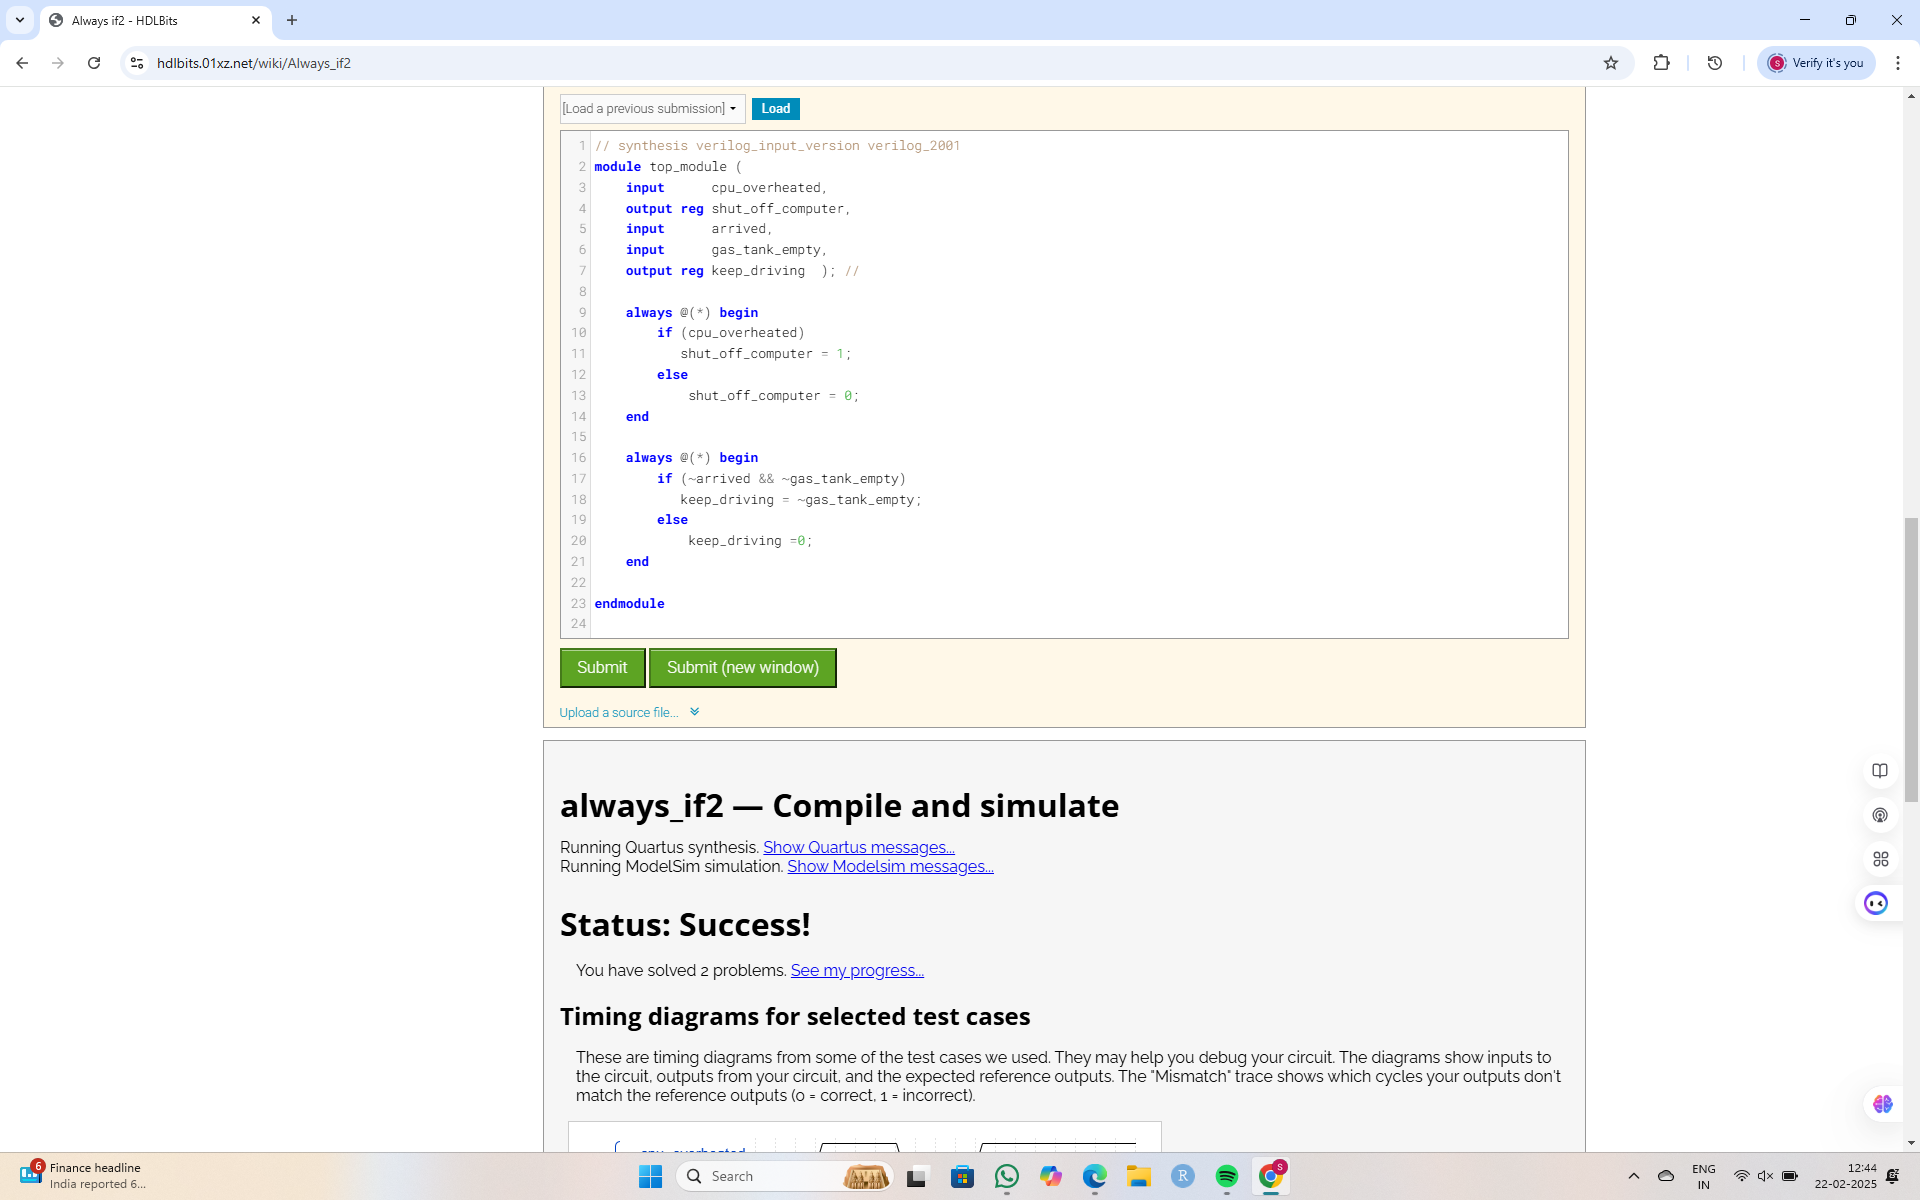 Always if2 - HDLBits
hdlbits.01xz.net/wiki/Always_if2
S
Verify it's you
[Load a previous submission]
Load
1 // synthesis verilog_input_version verilog_2001
2 module top_module (
3     input      cpu_overheated,
4     output reg shut_off_computer,
5     input      arrived,
6     input      gas_tank_empty,
7     output reg keep_driving  ); //
8
9     always @(*) begin
10         if (cpu_overheated)
11            shut_off_computer = 1;
12         else
13             shut_off_computer = 0;
14     end
15
16     always @(*) begin
17         if (~arrived && ~gas_tank_empty)
18            keep_driving = ~gas_tank_empty;
19         else
20             keep_driving =0;
21     end
22
23 endmodule
24
Submit
Submit (new window)
Upload a source file...
always_if2 — Compile and simulate
Running Quartus synthesis. Show Quartus messages...
Running ModelSim simulation. Show Modelsim messages...
Status: Success!
You have solved 2 problems. See my progress...
Timing diagrams for selected test cases
These are timing diagrams from some of the test cases we used. They may help you debug your circuit. The diagrams show inputs to
the circuit, outputs from your circuit, and the expected reference outputs. The "Mismatch" trace shows which cycles your outputs don't
match the reference outputs (0 = correct, 1 = incorrect).
cpu_overheated
6
Finance headline
India reported 6...
Search
R
S
ENG
IN
12:44
22-02-2025